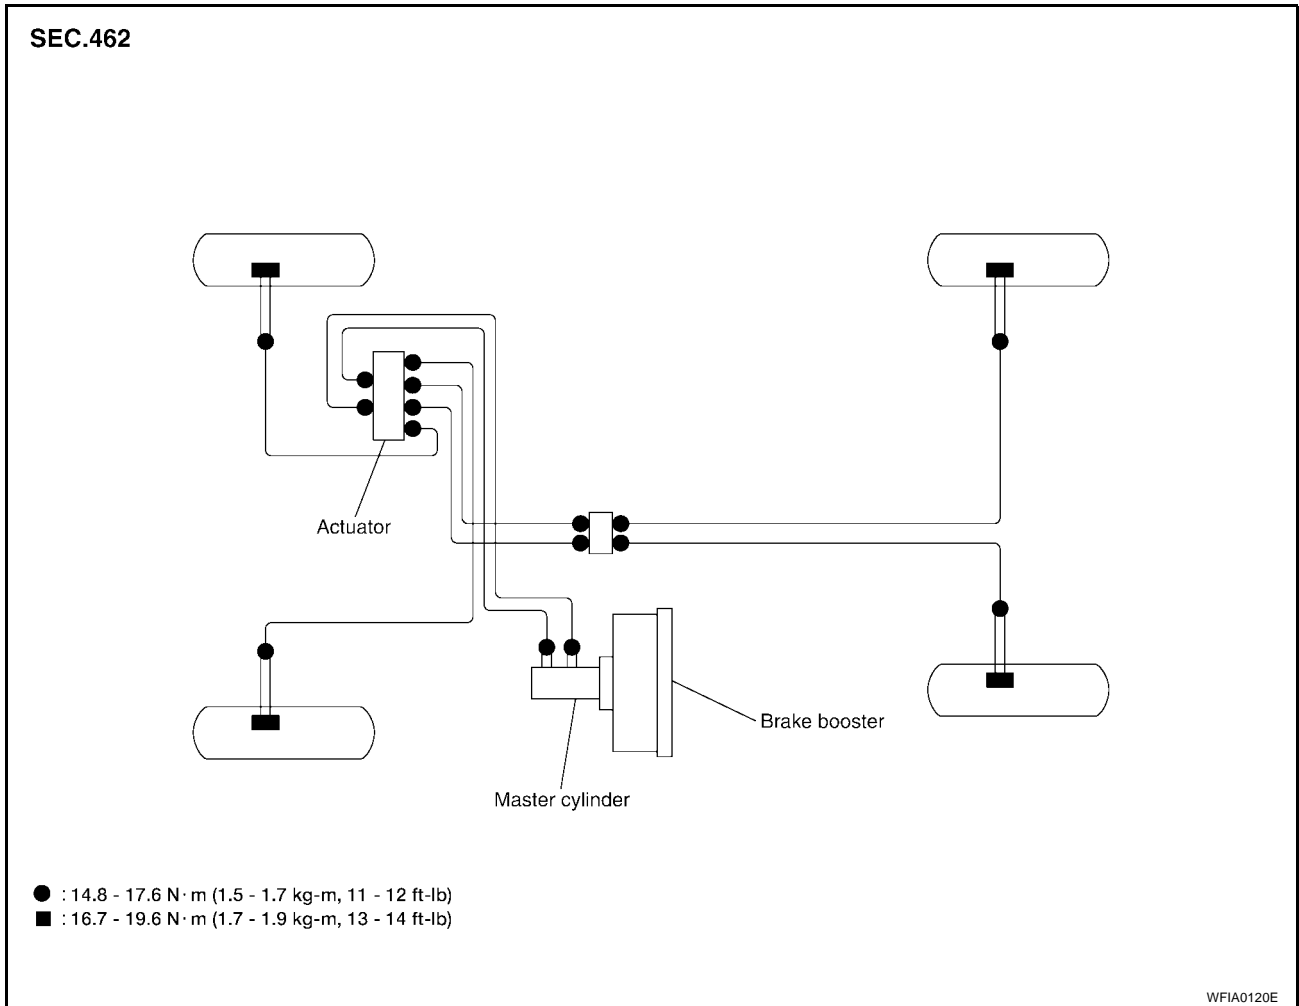 SEC.462
Actuator
Brake booster
Master cylinder
: 14.8 - 17.6 N·m (1.5 - 1.7 kg-m, 11 - 12 ft-lb)
: 16.7 - 19.6 N·m (1.7 - 1.9 kg-m, 13 - 14 ft-lb)
WFIA0120E